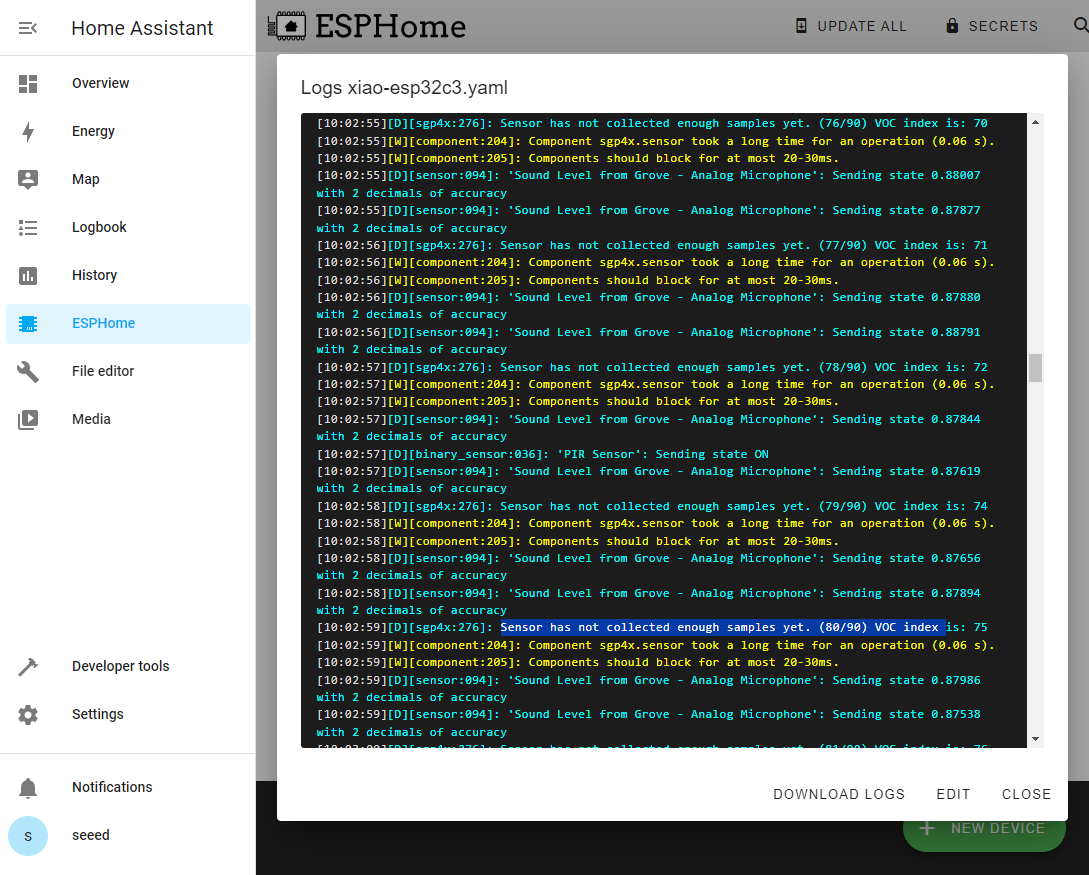 Home Assistant
Overview
Energy
Map
Logbook
History
ESPHome
File editor
Media
Developer tools
Settings
Notifications
S
seeed
ESPHome
UPDATE ALL
SECRETS
Logs xiao-esp32c3.yaml
[10:02:55][D][sgp4x:276]: Sensor has not collected enough samples yet. (76/90) VOC index is: 70
[10:02:55][W][component:204]: Component sgp4x.sensor took a long time for an operation (0.06 s).
[10:02:55][W][component:205]: Components should block for at most 20-30ms.
[10:02:55][D][sensor:094]: 'Sound Level from Grove - Analog Microphone': Sending state 0.88007
with 2 decimals of accuracy
[10:02:55][D][sensor:094]: 'Sound Level from Grove - Analog Microphone': Sending state 0.87877
with 2 decimals of accuracy
[10:02:56][D][sgp4x:276]: Sensor has not collected enough samples yet. (77/90) VOC index is: 71
[10:02:56][W][component:204]: Component sgp4x.sensor took a long time for an operation (0.06 s).
[10:02:56][W][component:205]: Components should block for at most 20-30ms.
[10:02:56][D][sensor:094]: 'Sound Level from Grove - Analog Microphone': Sending state 0.87880
with 2 decimals of accuracy
[10:02:56][D][sensor:094]: 'Sound Level from Grove - Analog Microphone': Sending state 0.88791
with 2 decimals of accuracy
[10:02:57][D][sgp4x:276]: Sensor has not collected enough samples yet. (78/90) VOC index is: 72
[10:02:57][W][component:204]: Component sgp4x.sensor took a long time for an operation (0.06 s).
[10:02:57][W][component:205]: Components should block for at most 20-30ms.
[10:02:57][D][sensor:094]: 'Sound Level from Grove - Analog Microphone': Sending state 0.87844
with 2 decimals of accuracy
[10:02:57][D][binary_sensor:036]: 'PIR Sensor': Sending state ON
[10:02:57][D][sensor:094]: 'Sound Level from Grove - Analog Microphone': Sending state 0.87619
with 2 decimals of accuracy
[10:02:58][D][sgp4x:276]: Sensor has not collected enough samples yet. (79/90) VOC index is: 74
[10:02:58][W][component:204]: Component sgp4x.sensor took a long time for an operation (0.06 s).
[10:02:58][W][component:205]: Components should block for at most 20-30ms.
[10:02:58][D][sensor:094]: 'Sound Level from Grove - Analog Microphone': Sending state 0.87656
with 2 decimals of accuracy
[10:02:58][D][sensor:094]: 'Sound Level from Grove - Analog Microphone': Sending state 0.87894
with 2 decimals of accuracy
[10:02:59][D][sgp4x:276]: Sensor has not collected enough samples yet. (80/90) VOC index is: 75
[10:02:59][W][component:204]: Component sgp4x.sensor took a long time for an operation (0.06 s).
[10:02:59][W][component:205]: Components should block for at most 20-30ms.
[10:02:59][D][sensor:094]: 'Sound Level from Grove - Analog Microphone': Sending state 0.87986
with 2 decimals of accuracy
[10:02:59][D][sensor:094]: 'Sound Level from Grove - Analog Microphone': Sending state 0.87538
with 2 decimals of accuracy
DOWNLOAD LOGS
EDIT
CLOSE
NEW DEVICE